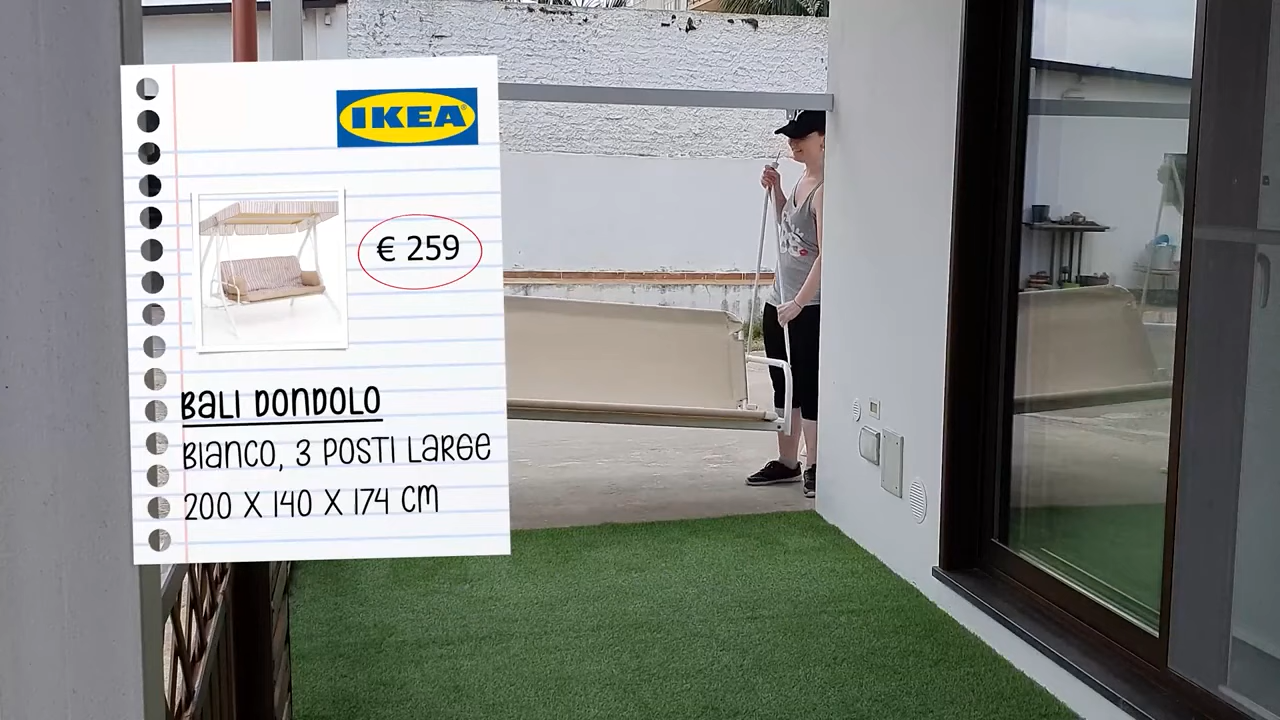 IKEA
€ 259
BALI DONDOLO
BIANCO, 3 POSTI LARGE
200 X 140 X 174 CM